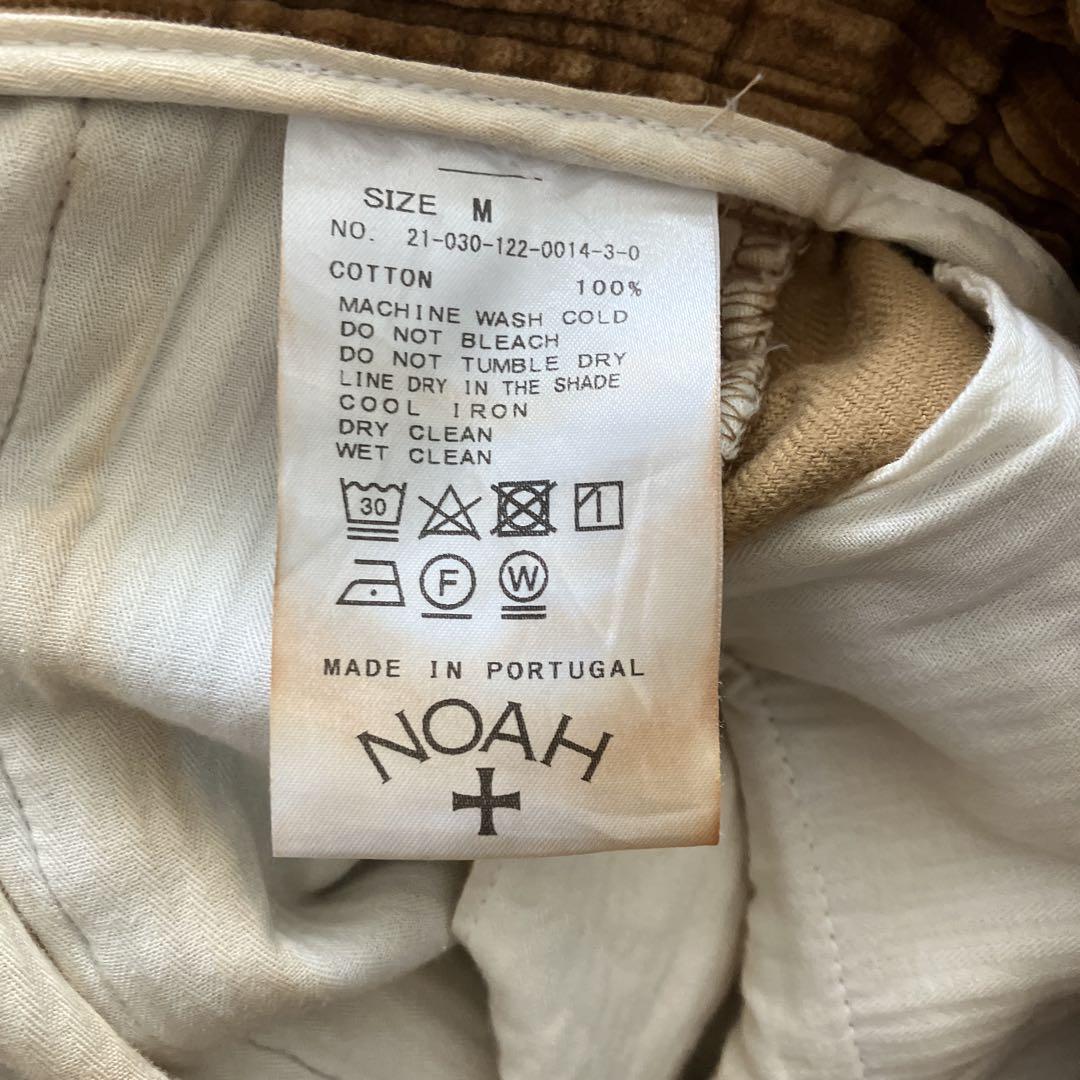 SIZE M
NO. 21-030-122-0014-3-0
COTTON 100%
MACHINE WASH COLD
DO NOT BLEACH
DO NOT TUMBLE DRY
LINE DRY IN THE SHADE
COOL IRON
DRY CLEAN
WET CLEAN
30
F W
MADE IN PORTUGAL
NOAH